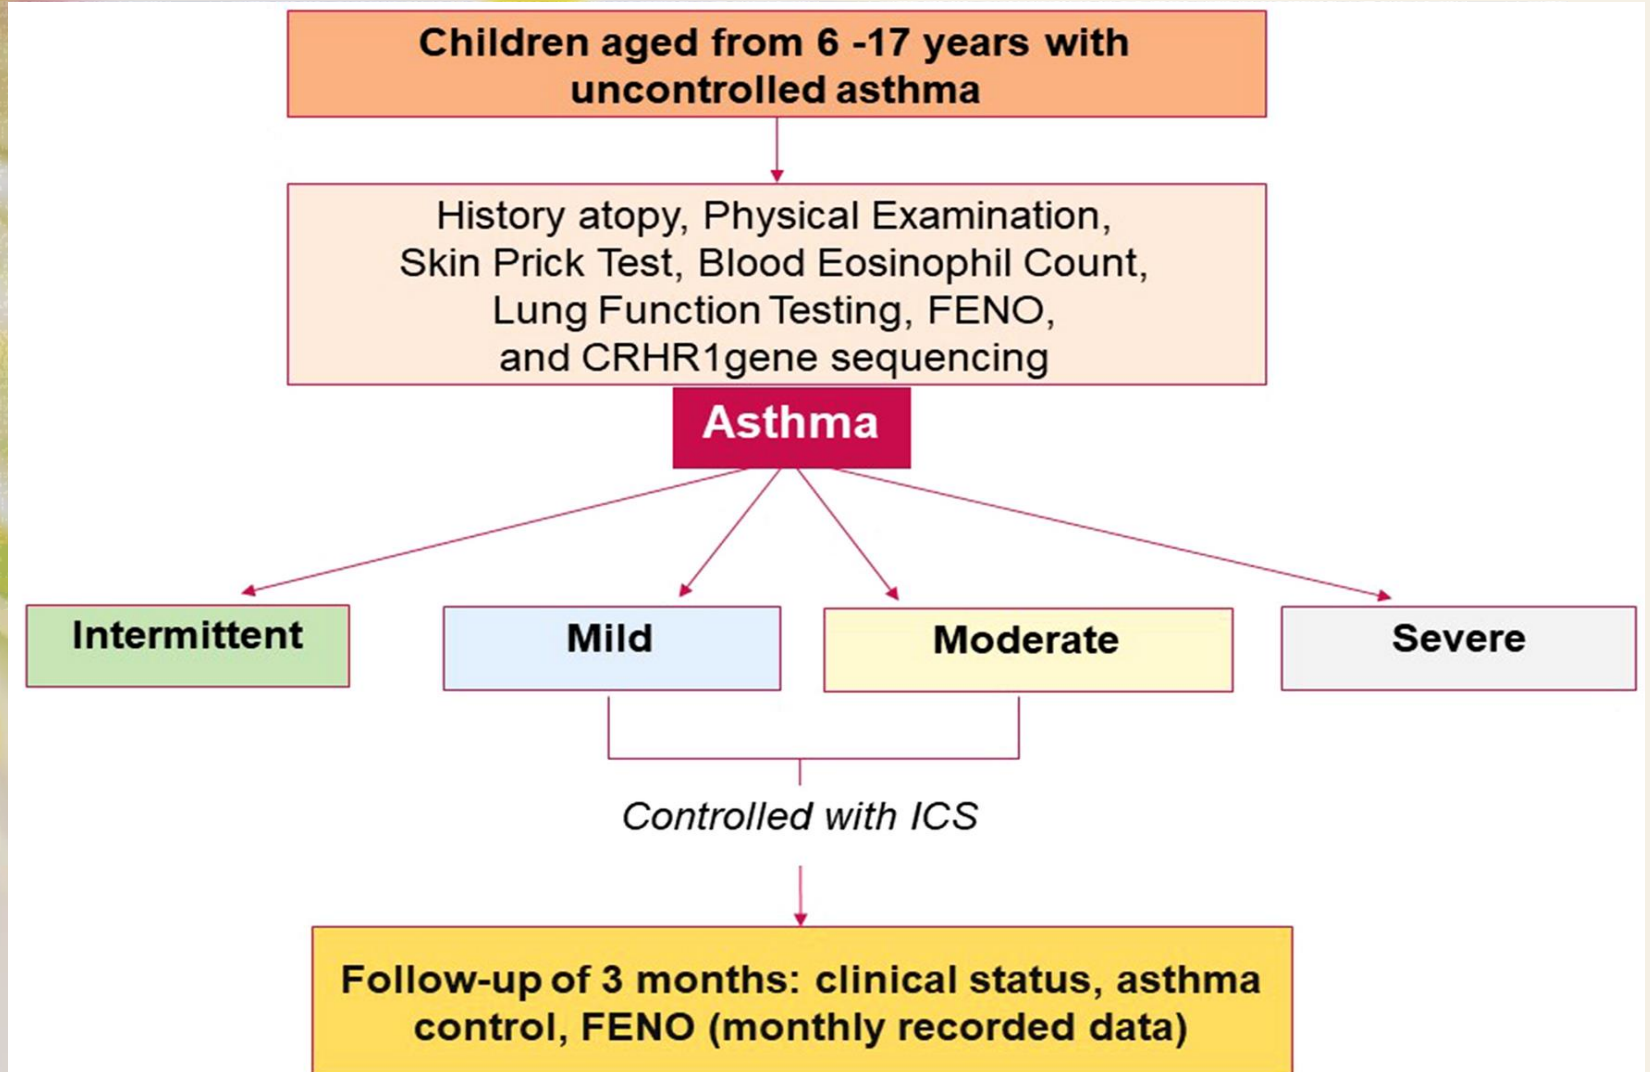 Children aged from 6 -17 years with
uncontrolled asthma
History atopy, Physical Examination,
Skin Prick Test, Blood Eosinophil Count,
Lung Function Testing, FENO,
and CRHR1gene sequencing
Asthma
Intermittent
Mild
Moderate
Severe
Controlled with ICS
Follow-up of 3 months: clinical status, asthma
control, FENO (monthly recorded data)